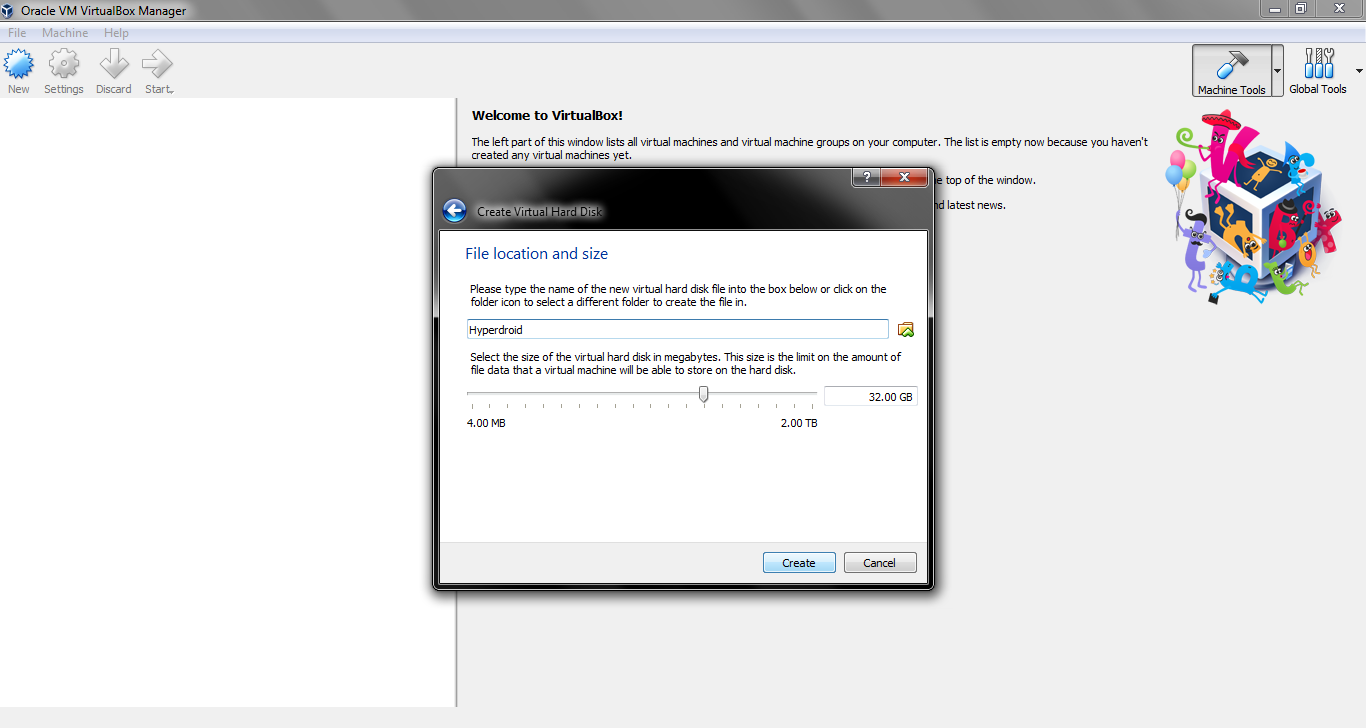 Oracle VM VirtualBox Manager
File Machine Help
New Settings Discard Start
Machine Tools Global Tools
Welcome to VirtualBox!
The left part of this window lists all virtual machines and virtual machine groups on your computer. The list is empty now because you haven't
created any virtual machines yet.
e top of the window.
nd latest news.
?
Create Virtual Hard Disk
File location and size
Please type the name of the new virtual hard disk file into the box below or click on the
folder icon to select a different folder to create the file in.
Hyperdroid
Select the size of the virtual hard disk in megabytes. This size is the limit on the amount of
file data that a virtual machine will be able to store on the hard disk.
32.00 GB
4.00 MB 2.00 TB
Create Cancel